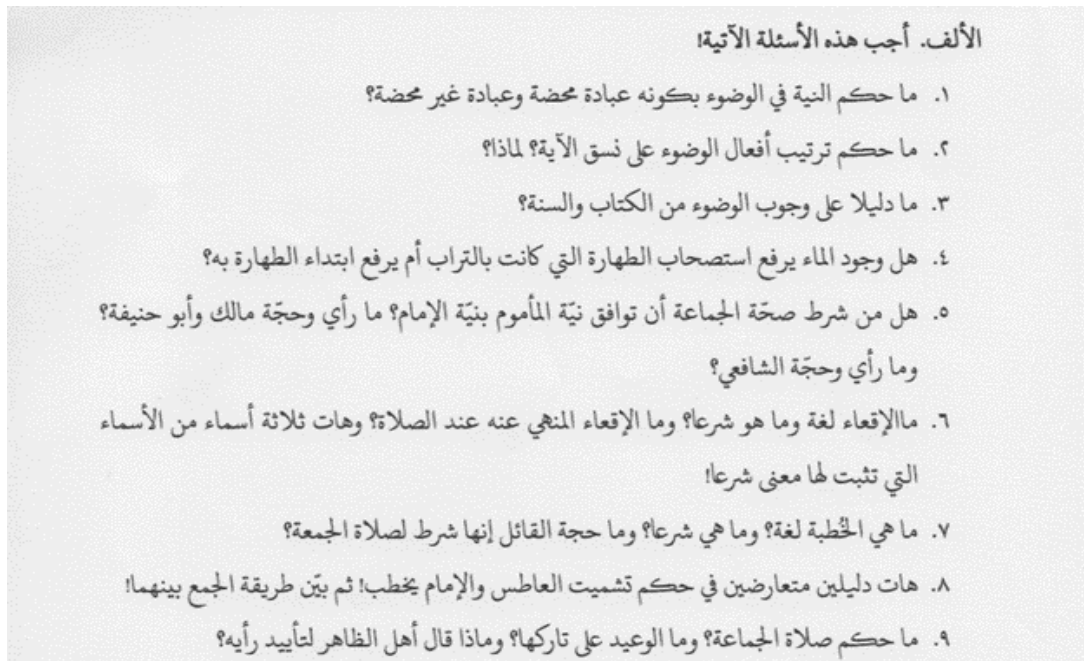 الألف. أجب هذه الأسئلة الآتية!
١. ما حكم النية في الوضوء بكونه عبادة محضة وعبادة غير محضة؟
٢. ما حكم ترتيب أفعال الوضوء على نسق الآية؟ لماذا؟
٣. ما دليلا على وجوب الوضوء من الكتاب والسنة؟
٤. هل وجود الماء يرفع استصحاب الطهارة التي كانت بالتراب أم يرفع ابتداء الطهارة به؟
٥. هل من شرط صحّة الجماعة أن توافق نيّة المأموم بنيّة الإمام؟ ما رأي وحجّة مالك وأبو حنيفة؟
وما رأي وحجّة الشافعي؟
٦. ماالإقعاء لغة وما هو شرعا؟ وما الإقعاء المنهي عنه عند الصلاة؟ وهات ثلاثة أسماء من الأسماء
التي تثبت لها معنى شرعا!
٧. ما هي الخُطبة لغة؟ وما هي شرعا؟ وما حجة القائل إنها شرط لصلاة الجمعة؟
٨. هات دليلين متعارضين في حكم تشميت العاطس والإمام يخطب! ثم بيّن طريقة الجمع بينهما!
٩. ما حكم صلاة الجماعة؟ وما الوعيد على تاركها؟ وماذا قال أهل الظاهر لتأييد رأيه؟